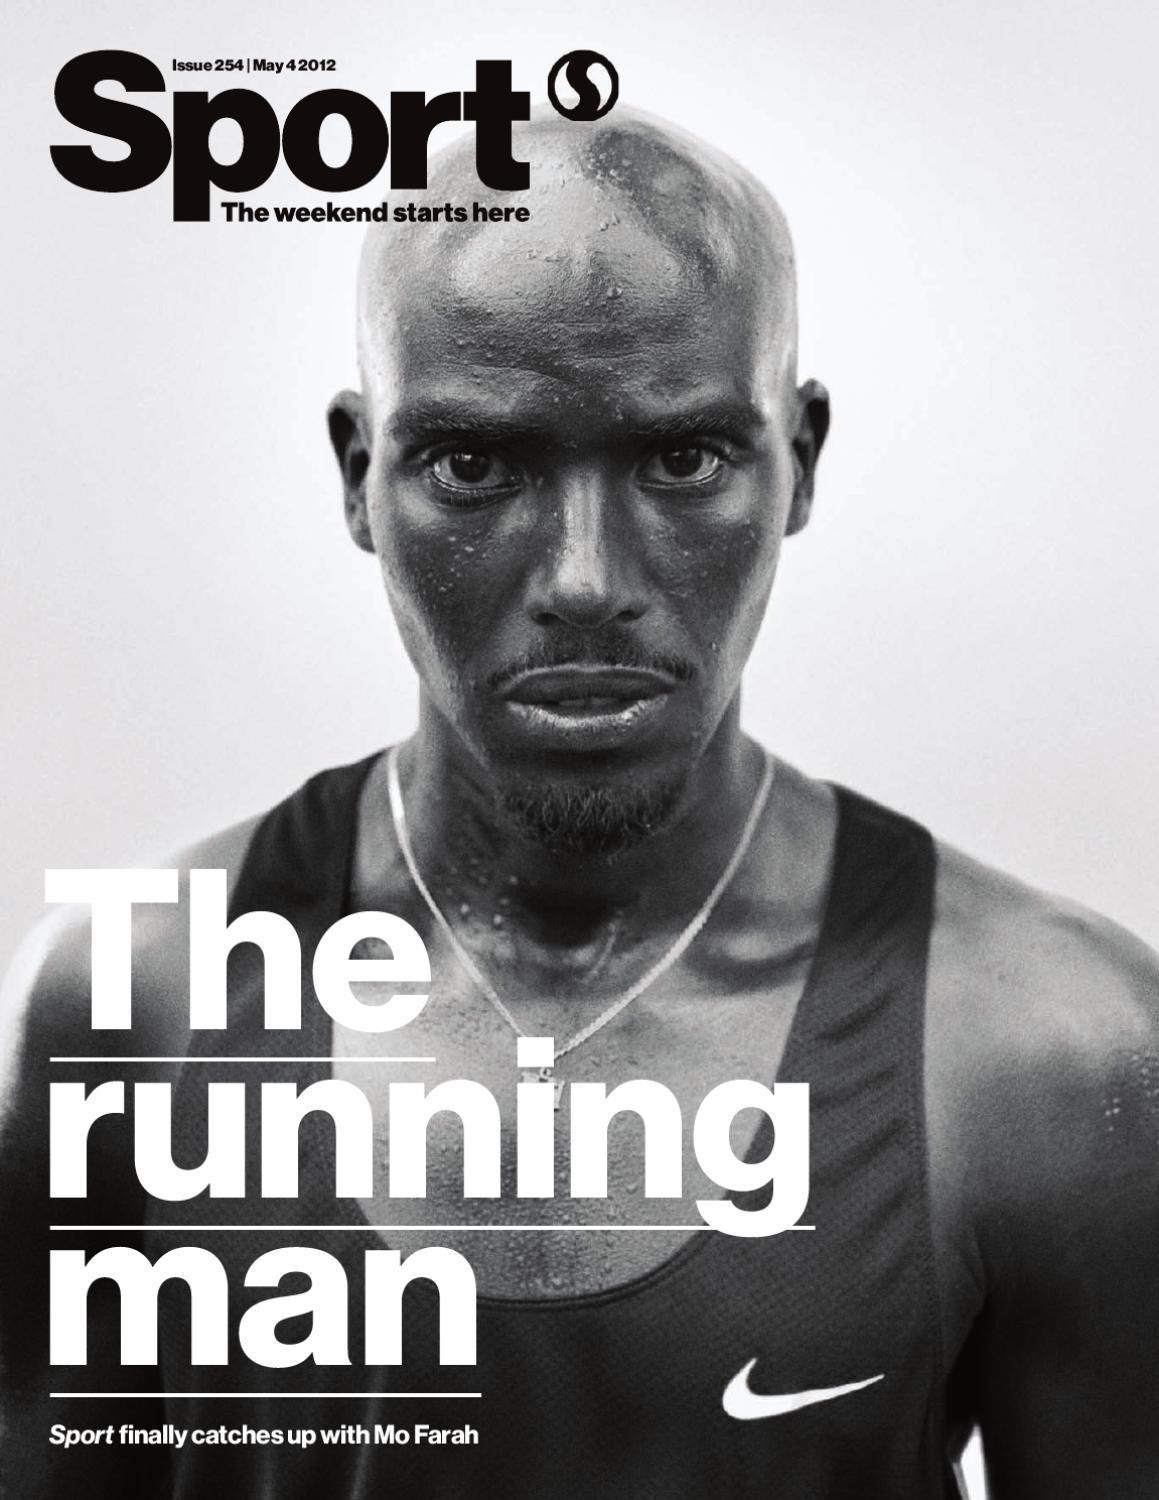 Issue 254 | May 4 2012
Sport
The weekend starts here
The
running
man
Sport finally catches up with Mo Farah